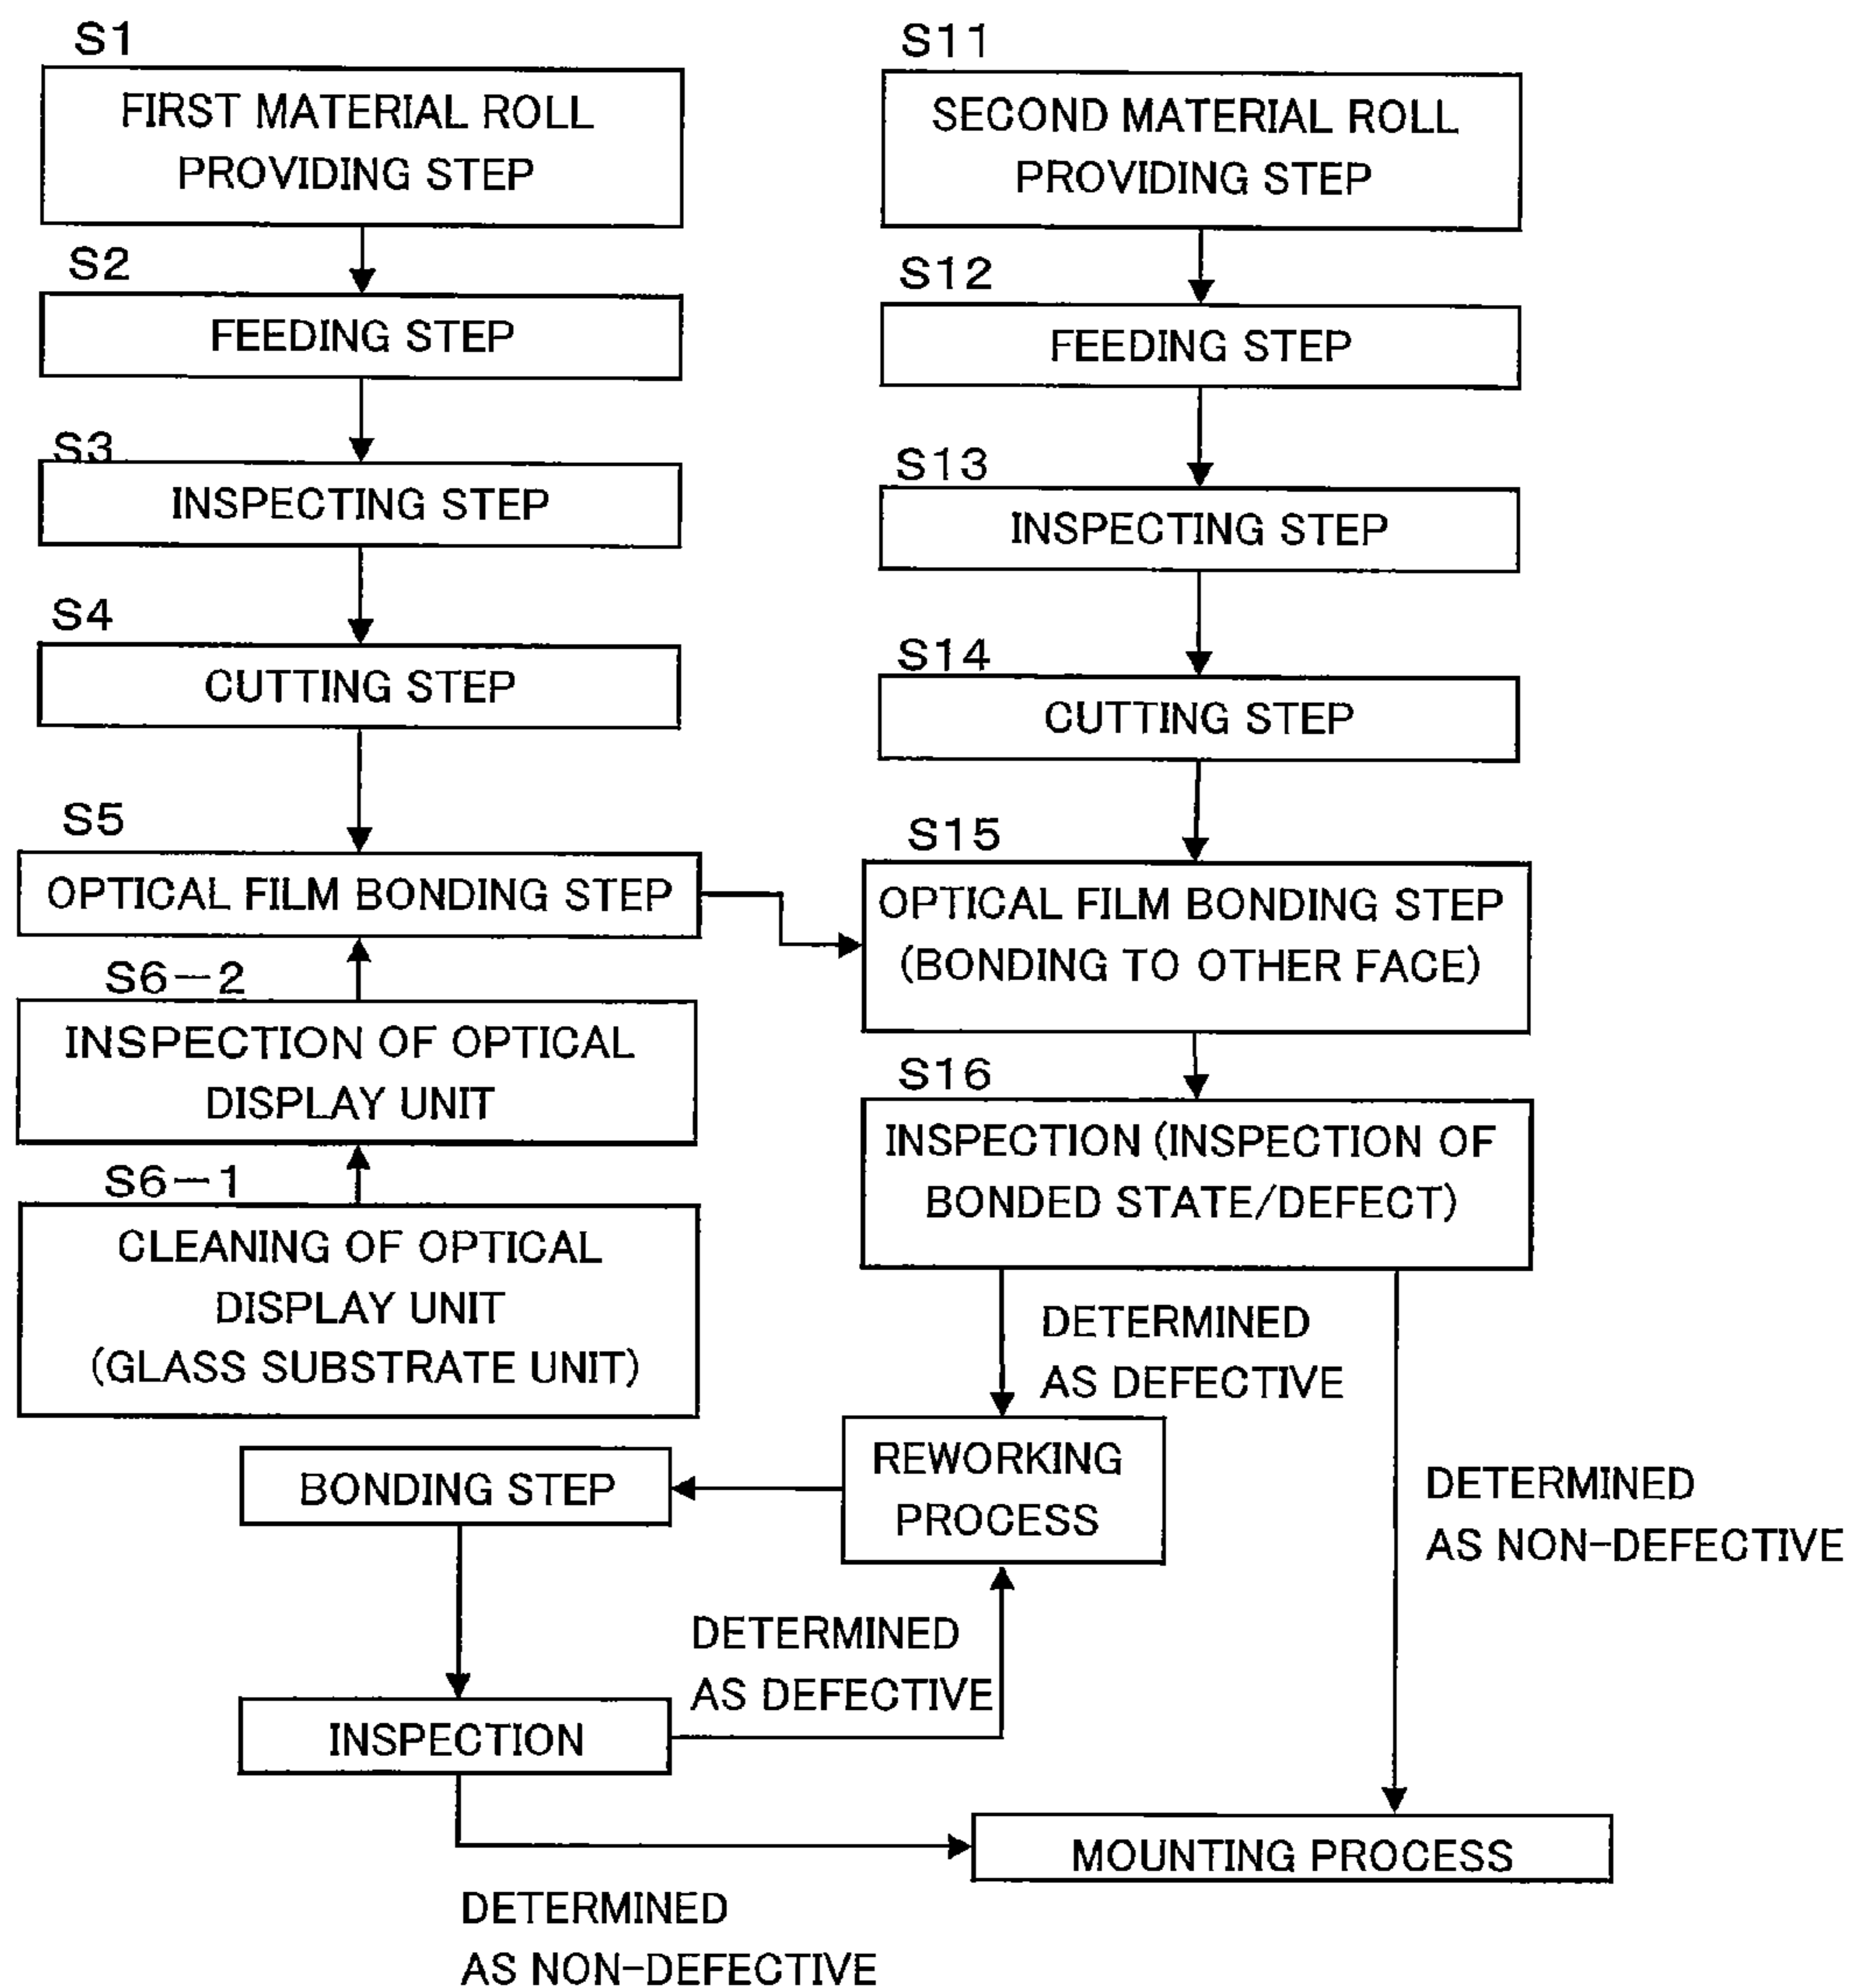 S1
FIRST MATERIAL ROLL
PROVIDING STEP
S2
FEEDING STEP
S3
INSPECTING STEP
S4
CUTTING STEP
S5
OPTICAL FILM BONDING STEP
S6-2
INSPECTION OF OPTICAL
DISPLAY UNIT
S6-1
CLEANING OF OPTICAL
DISPLAY UNIT
(GLASS SUBSTRATE UNIT)
S11
SECOND MATERIAL ROLL
PROVIDING STEP
S12
FEEDING STEP
S13
INSPECTING STEP
S14
CUTTING STEP
S15
OPTICAL FILM BONDING STEP
(BONDING TO OTHER FACE)
S16
INSPECTION (INSPECTION OF
BONDED STATE/DEFECT)
DETERMINED
AS DEFECTIVE
REWORKING
PROCESS
BONDING STEP
DETERMINED
AS NON-DEFECTIVE
DETERMINED
AS DEFECTIVE
INSPECTION
MOUNTING PROCESS
DETERMINED
AS NON-DEFECTIVE